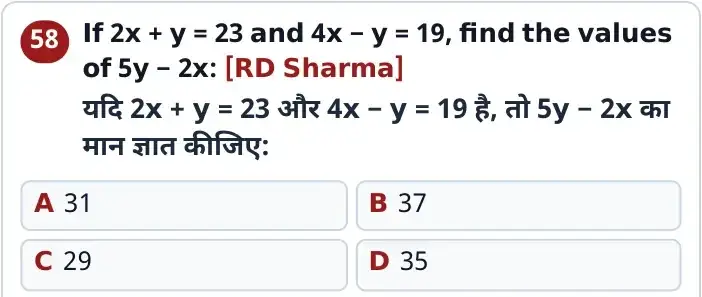 58 If 2x + y = 23 and 4x − y = 19, find the values
of 5y − 2x: [RD Sharma]
यदि 2x + y = 23 और 4x − y = 19 है, तो 5y − 2x का
मान ज्ञात कीजिए:
A 31
B 37
C 29
D 35